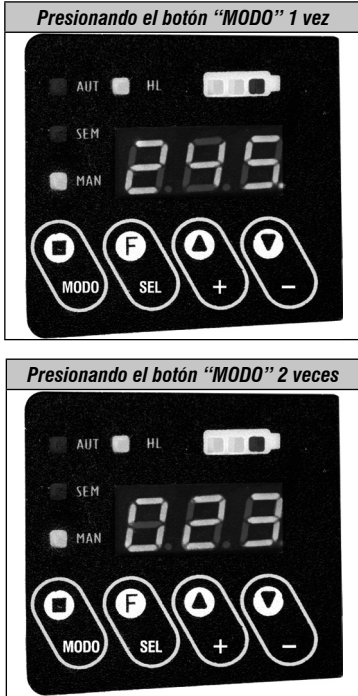 Presionando el botón “MODO” 1 vez
AUT HL
SEM
245.
MAN
F
MODO SEL + −
Presionando el botón “MODO” 2 veces
AUT HL
SEM
023
MAN
F
MODO SEL + −